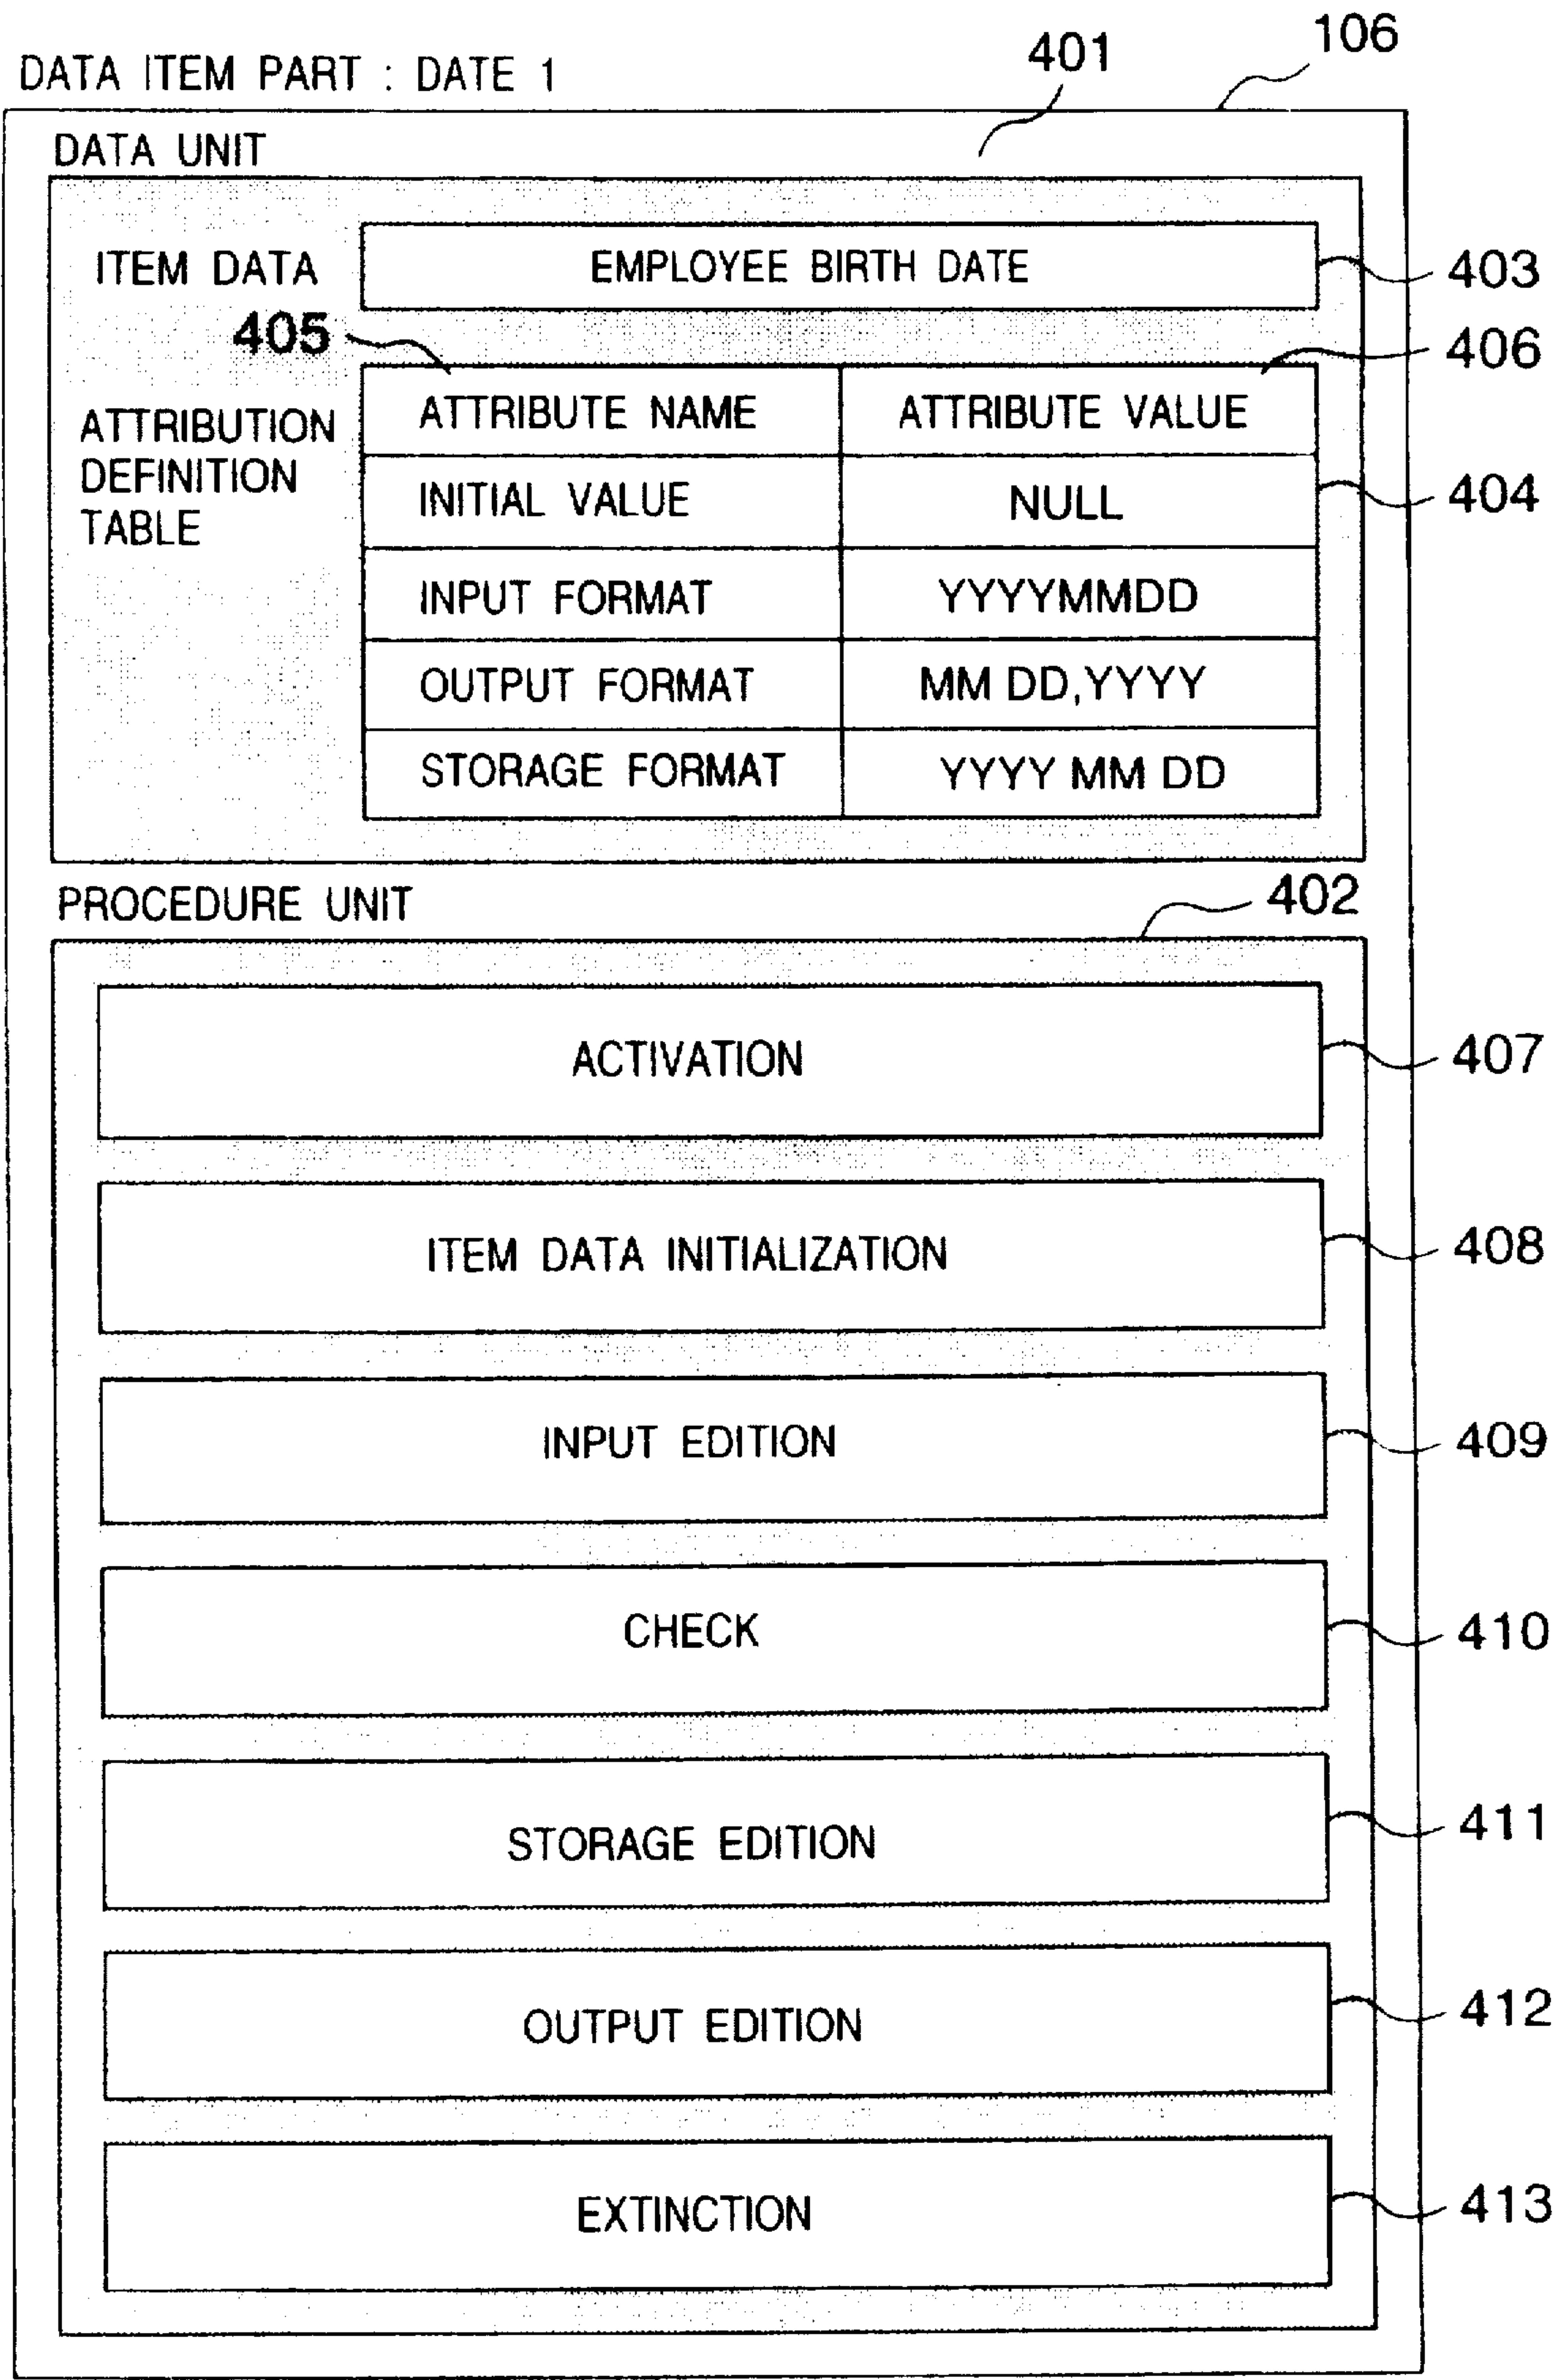 106
401
DATA ITEM PART : DATE 1
DATA UNIT
ITEM DATA EMPLOYEE BIRTH DATE 403
405 406
ATTRIBUTION
DEFINITION
TABLE
ATTRIBUTE NAME ATTRIBUTE VALUE
INITIAL VALUE NULL 404
INPUT FORMAT YYYYMMDD
OUTPUT FORMAT MM DD,YYYY
STORAGE FORMAT YYYY MM DD
PROCEDURE UNIT 402
ACTIVATION 407
ITEM DATA INITIALIZATION 408
INPUT EDITION 409
CHECK 410
STORAGE EDITION 411
OUTPUT EDITION 412
EXTINCTION 413